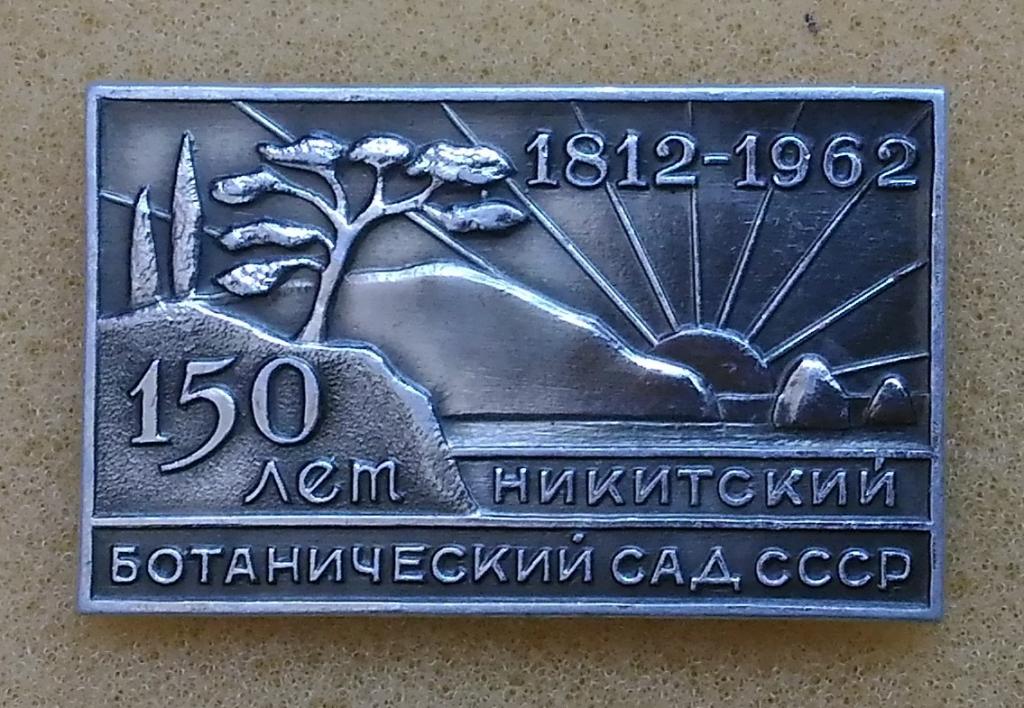 1812-1962
150
лет НИКИТСКИЙ
БОТАНИЧЕСКИЙ САД СССР